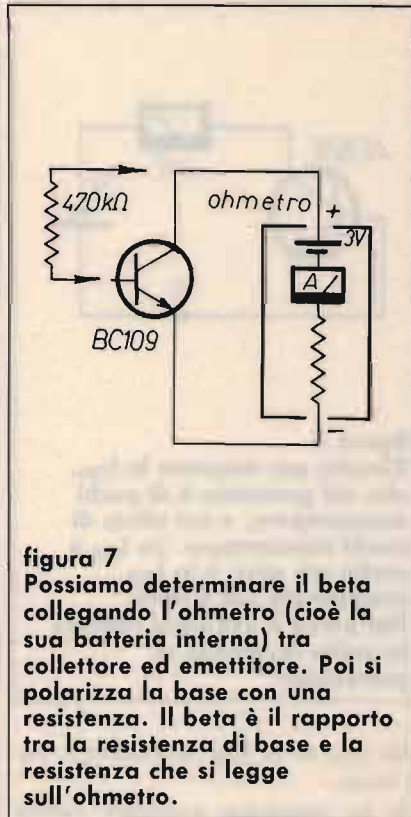 470kΩ
ohmetro +
3V
A
BC109
-
figura 7
Possiamo determinare il beta
collegando l'ohmetro (cioè la
sua batteria interna) tra
collettore ed emettitore. Poi si
polarizza la base con una
resistenza. Il beta è il rapporto
tra la resistenza di base e la
resistenza che si legge
sull'ohmetro.